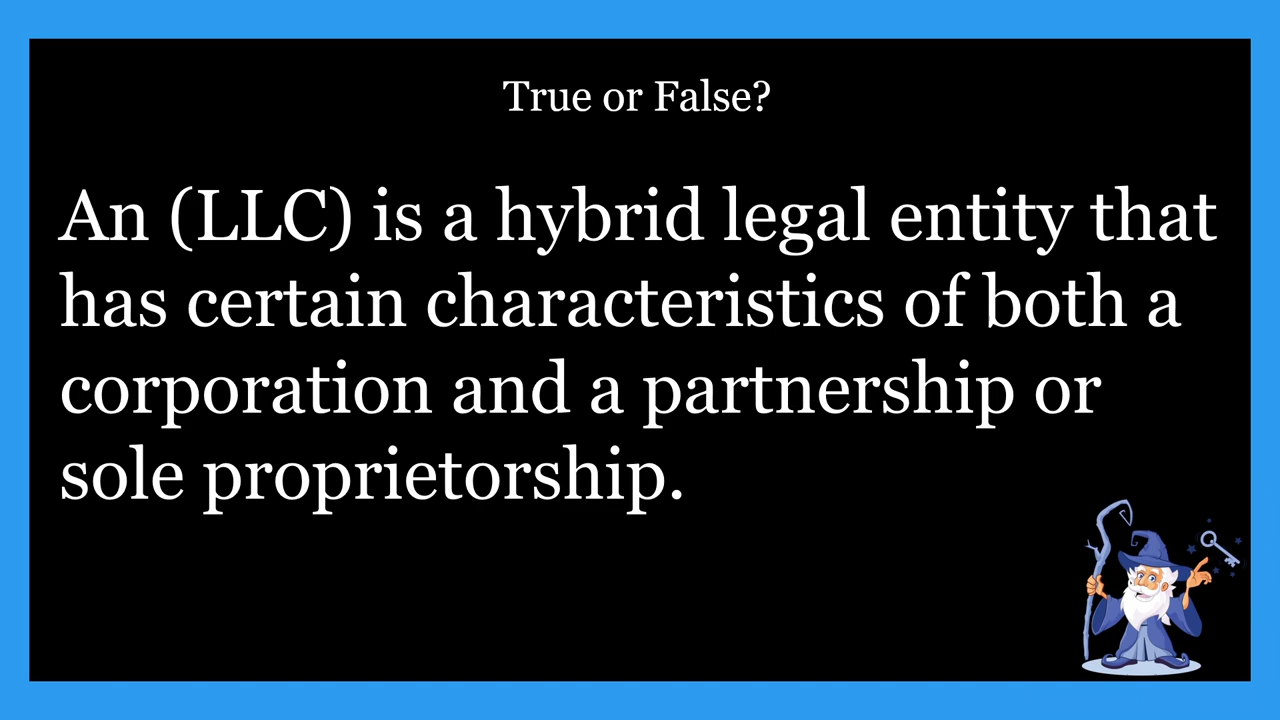 True or False?
An (LLC) is a hybrid legal entity that
has certain characteristics of both a
corporation and a partnership or
sole proprietorship.